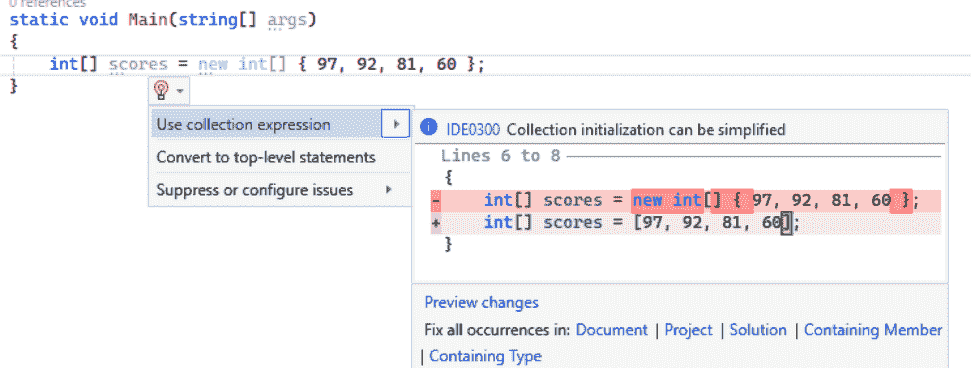 0 references
static void Main(string[] args)
{
int[] scores = new int[] { 97, 92, 81, 60 };
}
Use collection expression
Convert to top-level statements
Suppress or configure issues
IDE0300 Collection initialization can be simplified
Lines 6 to 8
{
- int[] scores = new int[] { 97, 92, 81, 60 };
+ int[] scores = [97, 92, 81, 60];
}
Preview changes
Fix all occurrences in: Document | Project | Solution | Containing Member
| Containing Type